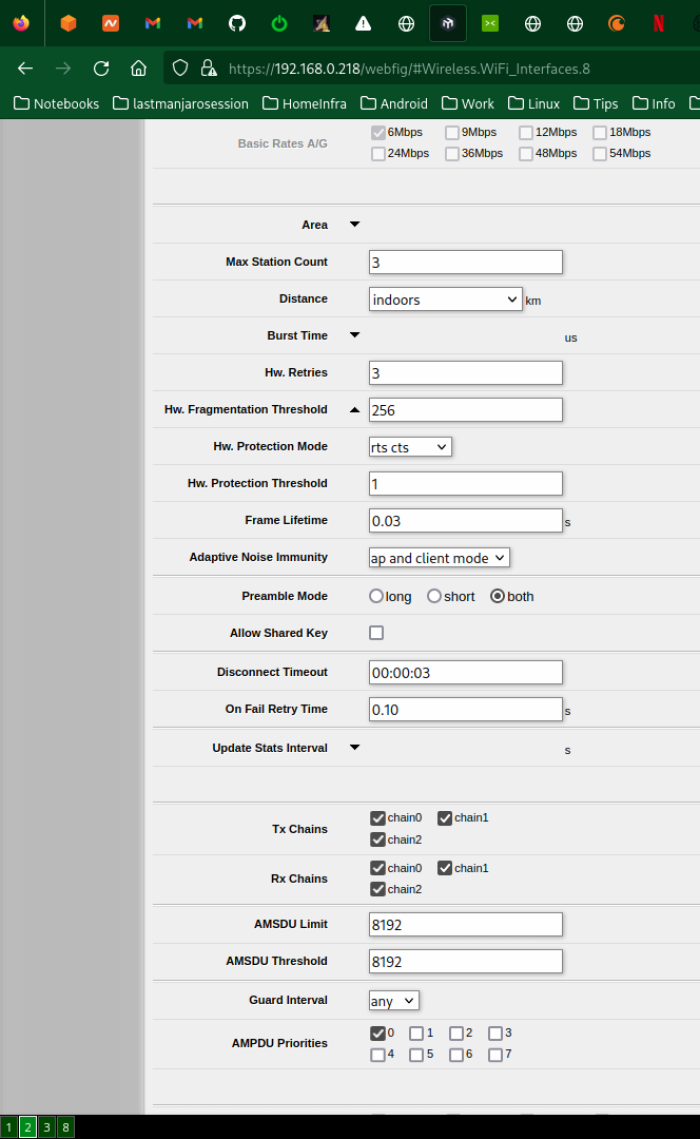 https://192.168.0.218/webfig/#Wireless.WiFi_Interfaces.8
Notebooks lastmanjarosession HomeInfra Android Work Linux Tips Info
Basic Rates A/G 6Mbps 9Mbps 12Mbps 18Mbps
24Mbps 36Mbps 48Mbps 54Mbps
Area
Max Station Count 3
Distance indoors km
Burst Time us
Hw. Retries 3
Hw. Fragmentation Threshold 256
Hw. Protection Mode rts cts
Hw. Protection Threshold 1
Frame Lifetime 0.03 s
Adaptive Noise Immunity ap and client mode
Preamble Mode long short both
Allow Shared Key
Disconnect Timeout 00:00:03
On Fail Retry Time 0.10 s
Update Stats Interval s
Tx Chains chain0 chain1
chain2
Rx Chains chain0 chain1
chain2
AMSDU Limit 8192
AMSDU Threshold 8192
Guard Interval any
AMPDU Priorities 0 1 2 3
4 5 6 7
1 2 3 8